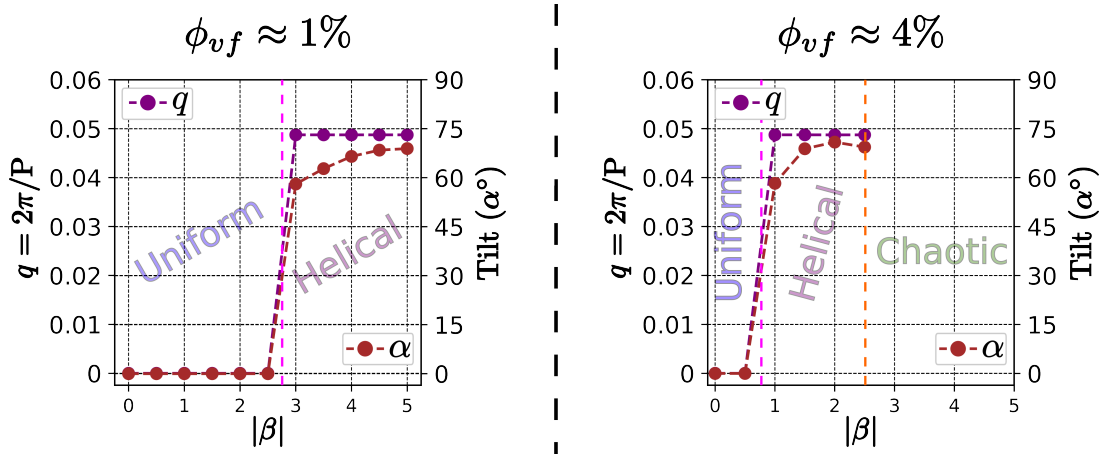 ϕvf ≈ 1%
q
q = 2π/P
0.06
0.05
0.04
0.03
0.02
0.01
0
90
75
60
45
30
15
0
Tilt (α°)
Uniform
Helical
α
0 1 2 3 4 5
|β|
ϕvf ≈ 4%
q
q = 2π/P
0.06
0.05
0.04
0.03
0.02
0.01
0
90
75
60
45
30
15
0
Tilt (α°)
Uniform
Helical
Chaotic
α
0 1 2 3 4 5
|β|